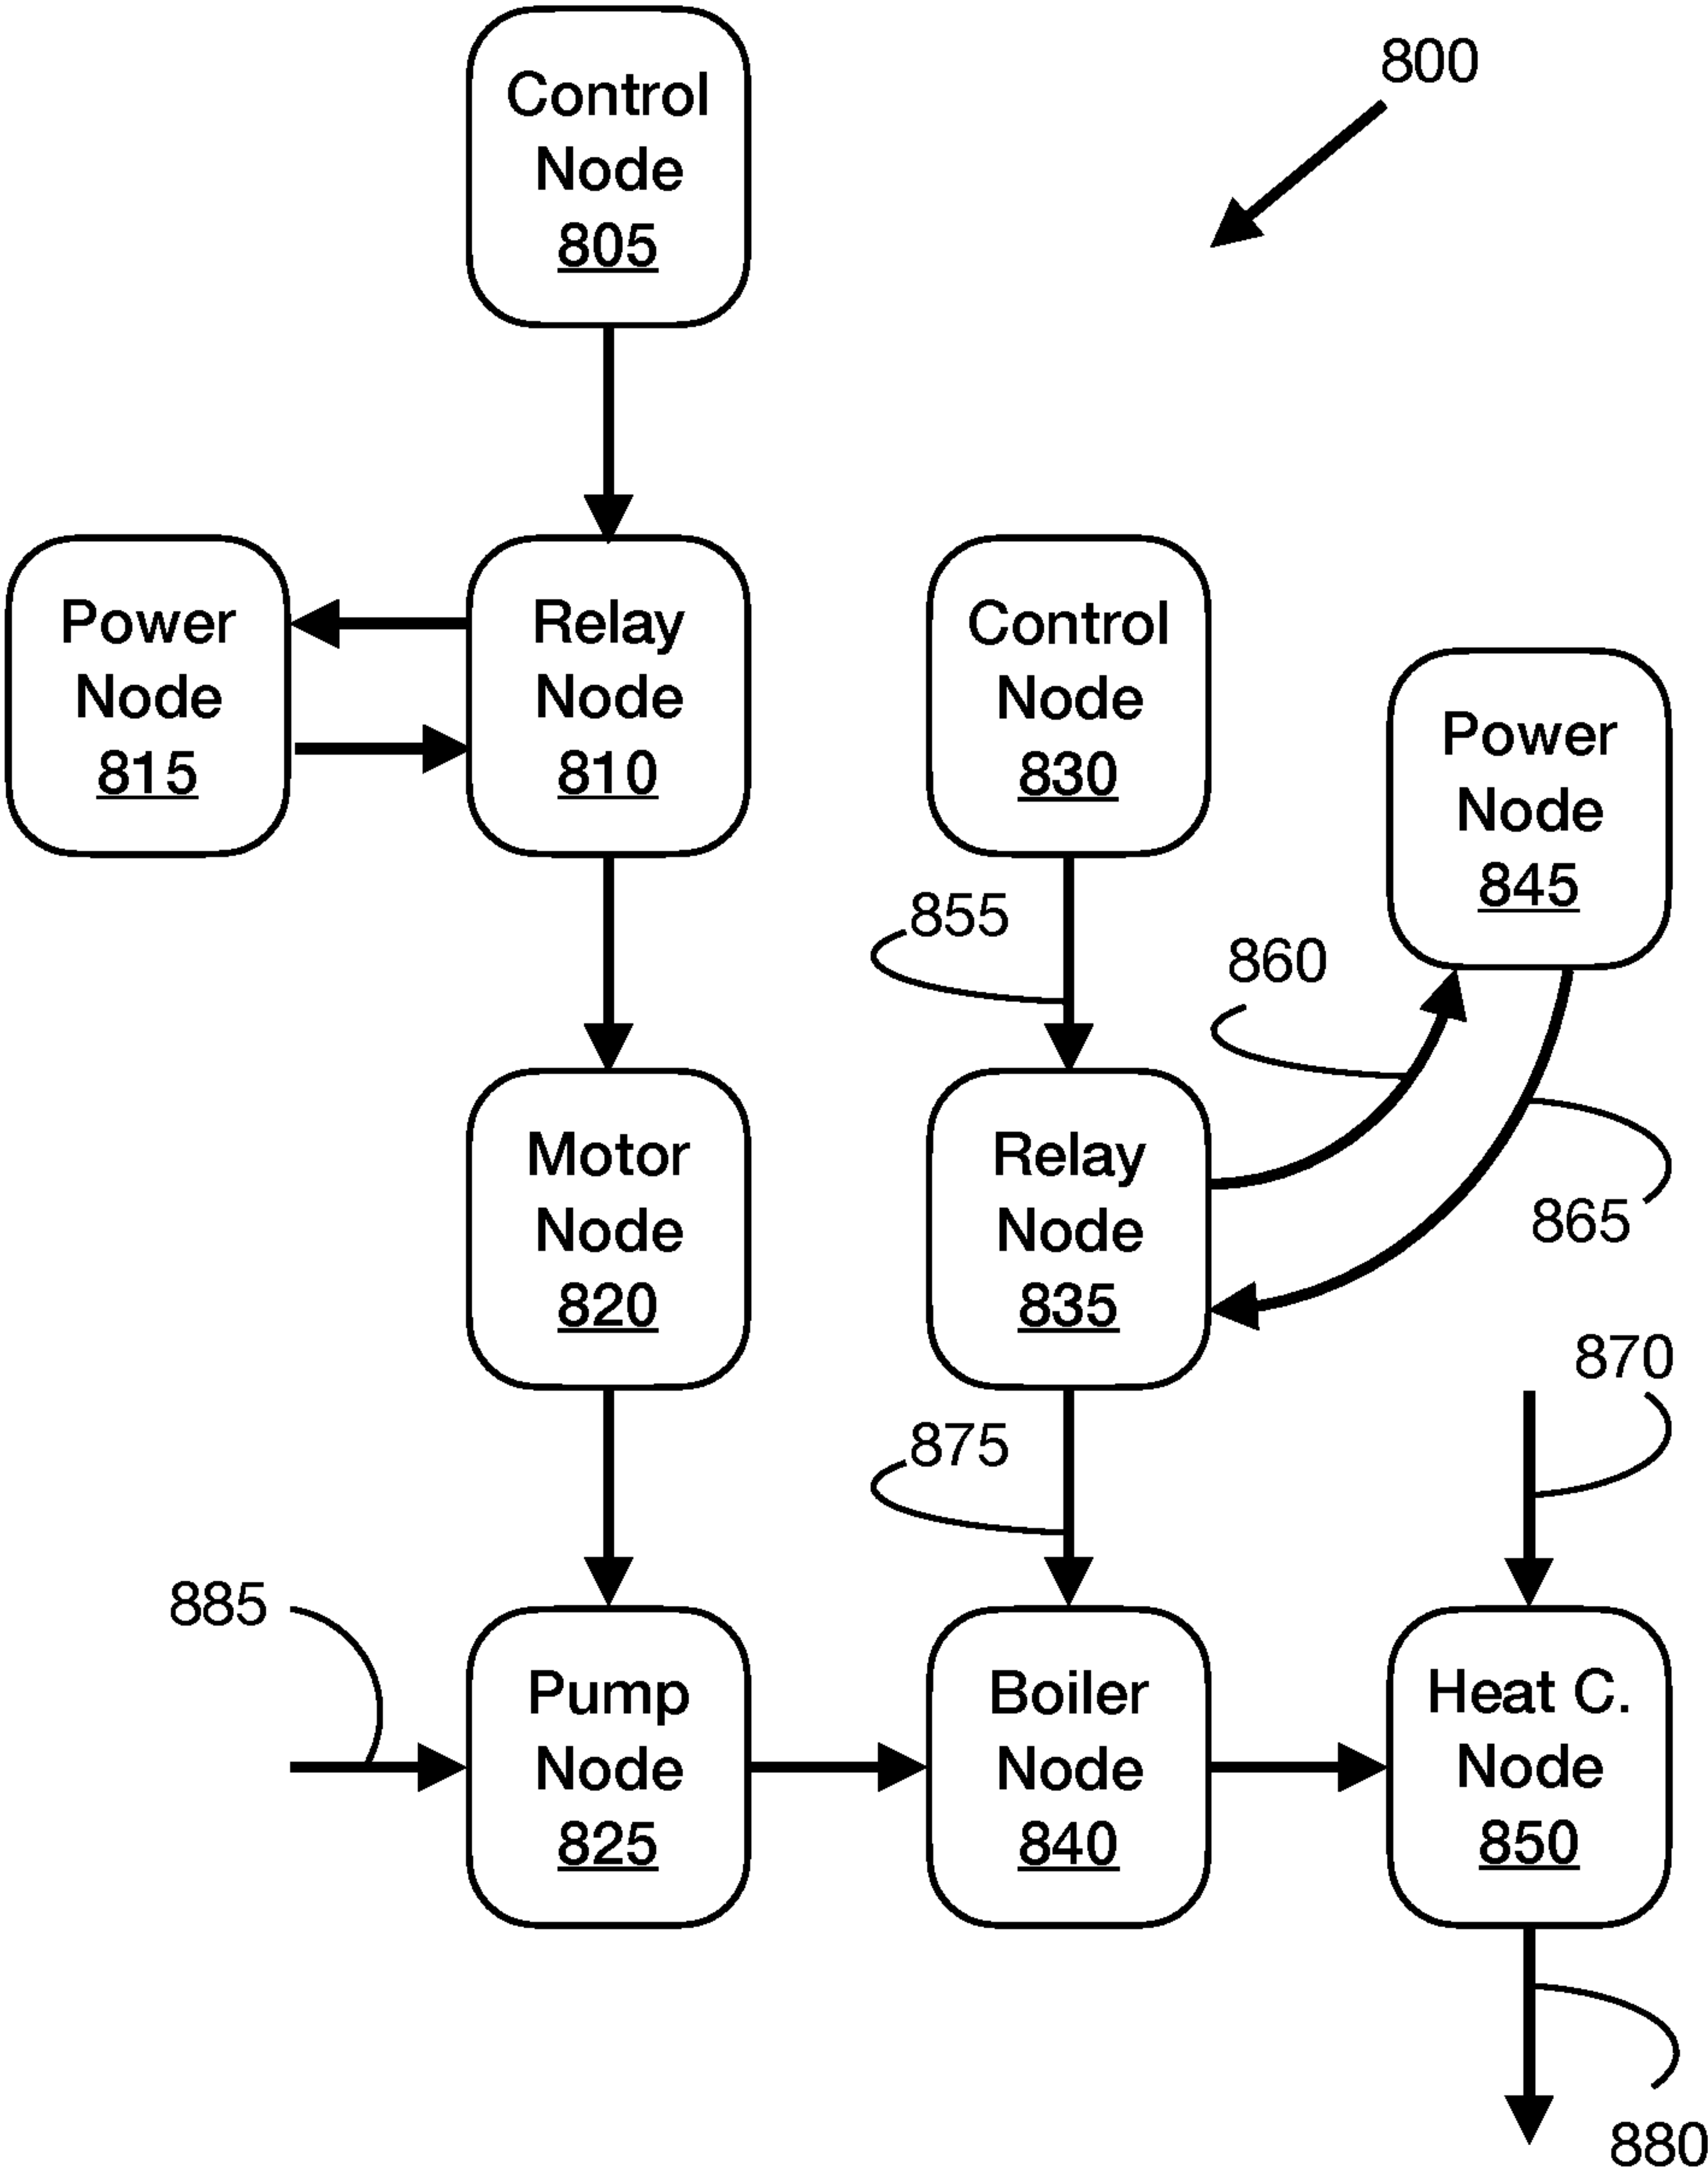 Control
Node
805
800
Power
Node
815
Relay
Node
810
Control
Node
830
Power
Node
845
855
860
Motor
Node
820
Relay
Node
835
865
870
875
885
Pump
Node
825
Boiler
Node
840
Heat C.
Node
850
880